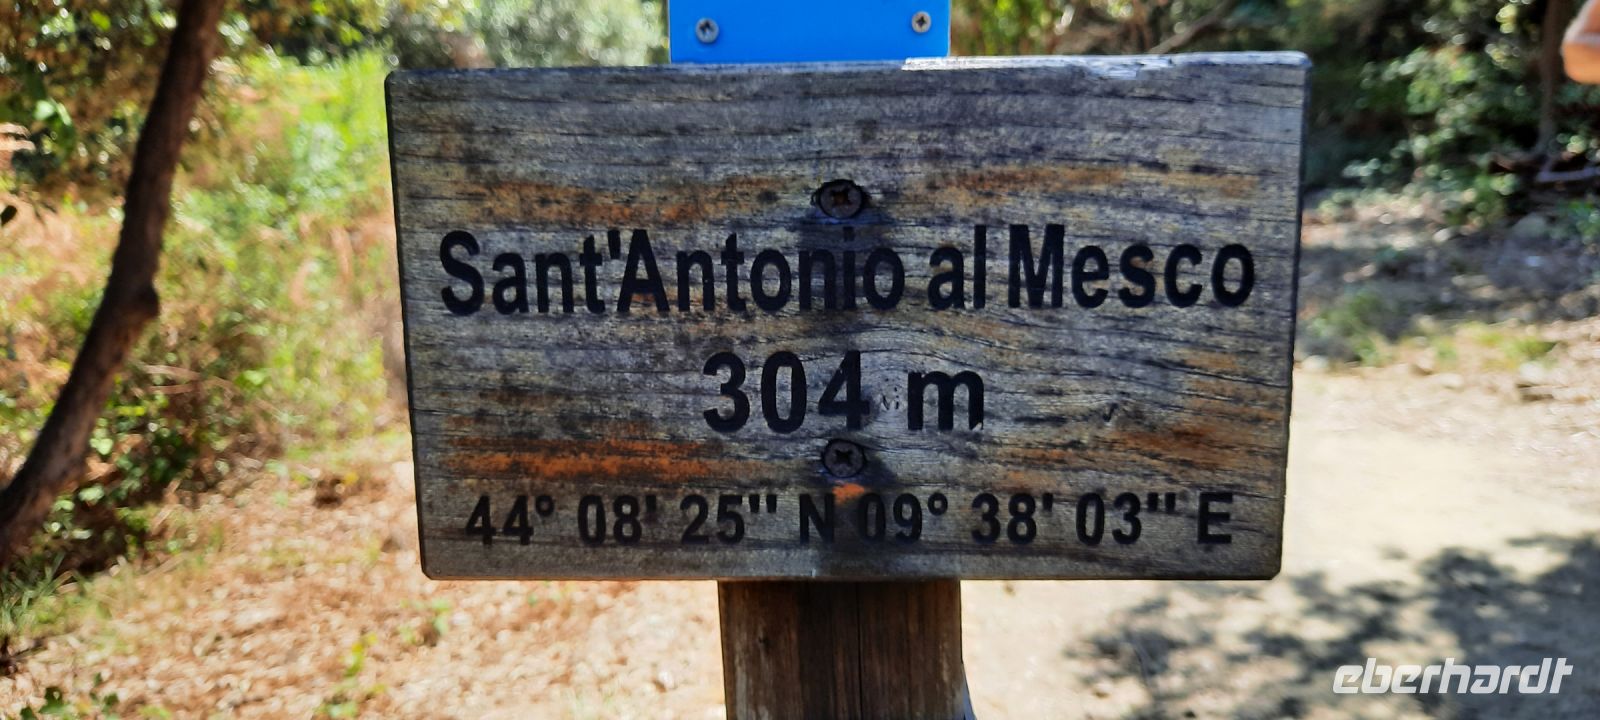 Sant'Antonio al Mesco
304 m
44° 08' 25" N 09° 38' 03" E
eberhardt